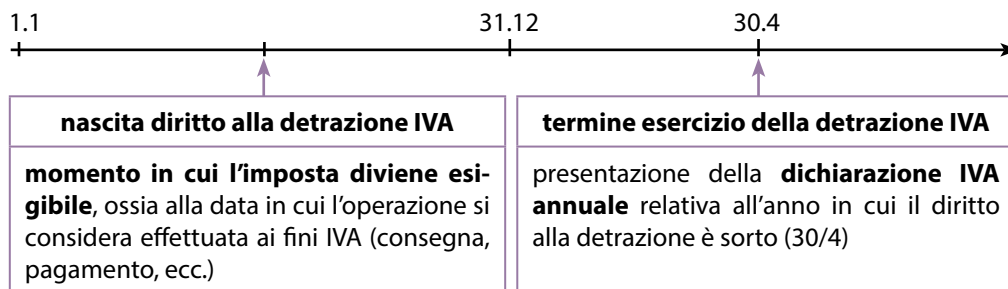 1.1 31.12 30.4
nascita diritto alla detrazione IVA
momento in cui l'imposta diviene esi-
gibile, ossia alla data in cui l'operazione si
considera effettuata ai fini IVA (consegna,
pagamento, ecc.)
termine esercizio della detrazione IVA
presentazione della dichiarazione IVA
annuale relativa all'anno in cui il diritto
alla detrazione è sorto (30/4)